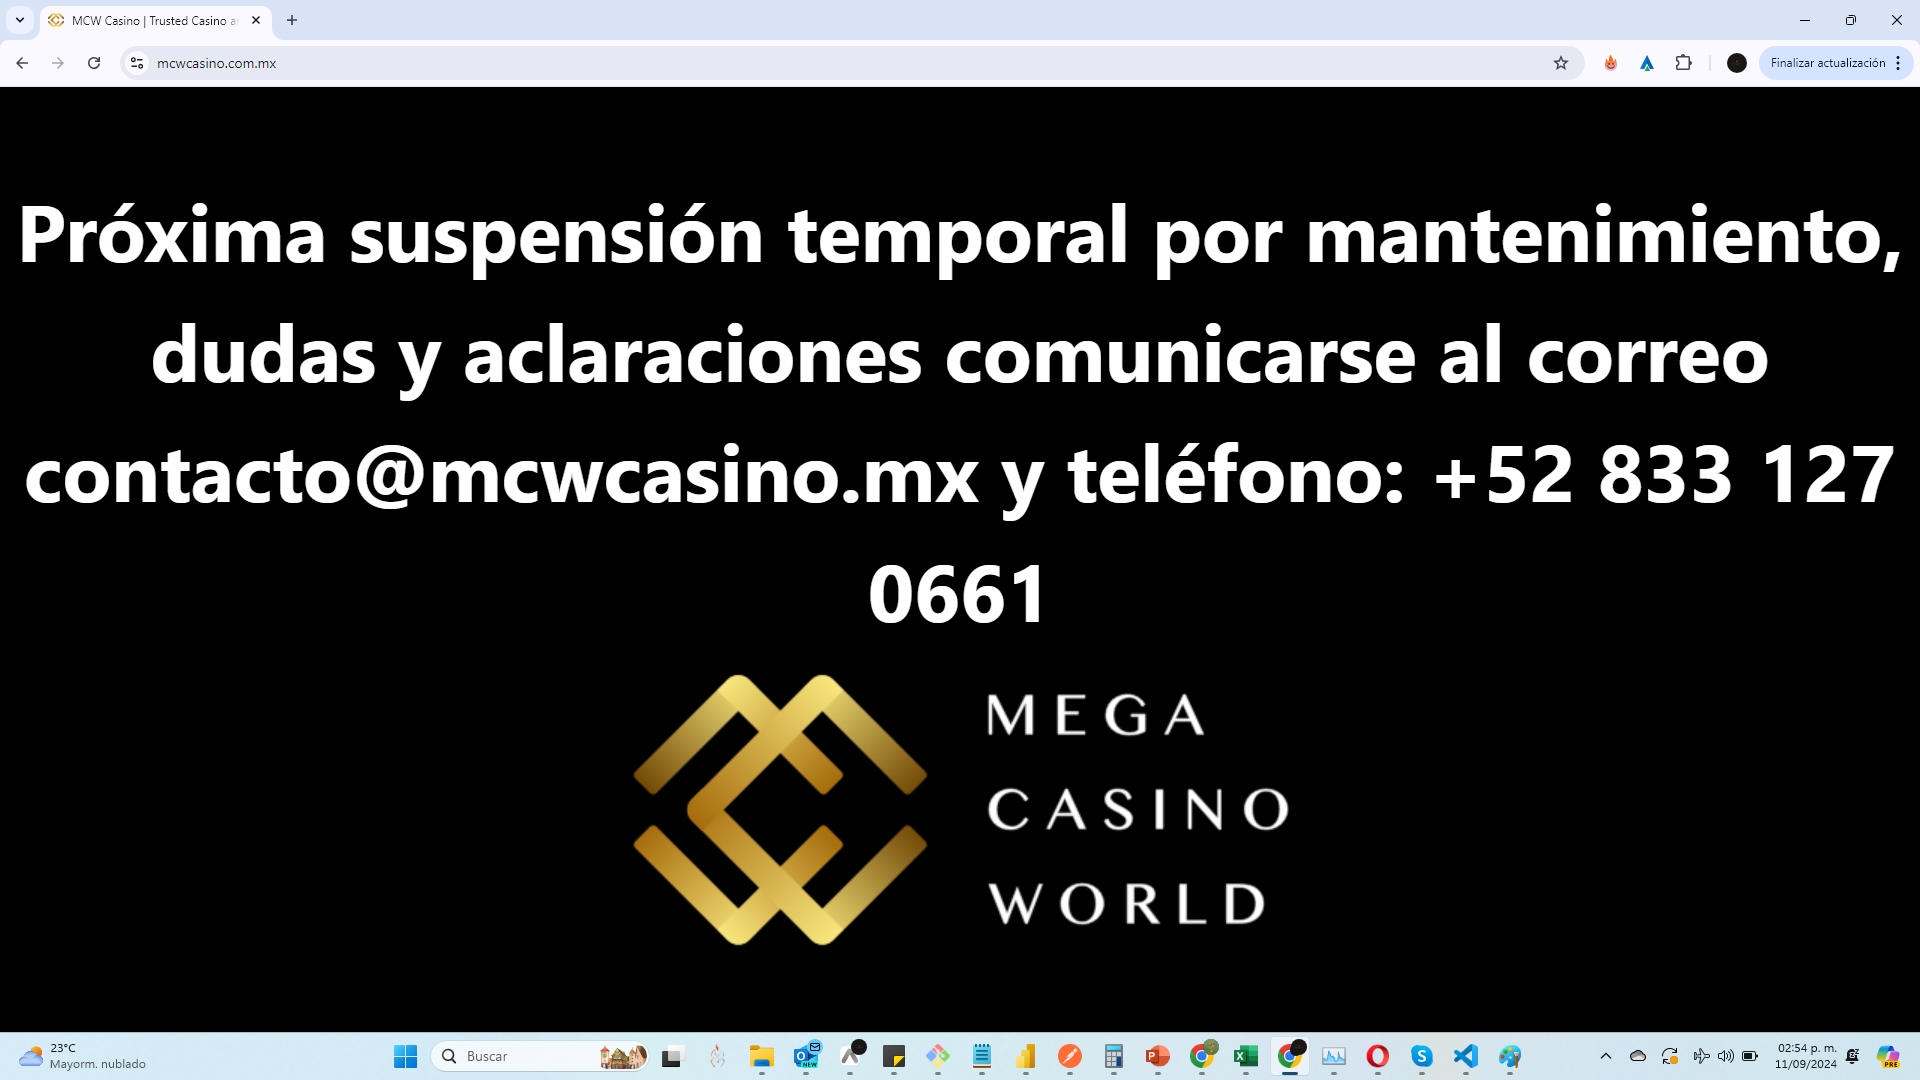 MCW Casino | Trusted Casino a
mcwcasino.com.mx
Finalizar actualización
Próxima suspensión temporal por mantenimiento,
dudas y aclaraciones comunicarse al correo
contacto@mcwcasino.mx y teléfono: +52 833 127
0661
MEGA
CASINO
WORLD
23°C
Mayorm. nublado
Buscar
NEW
02:54 p. m.
11/09/2024
PRE